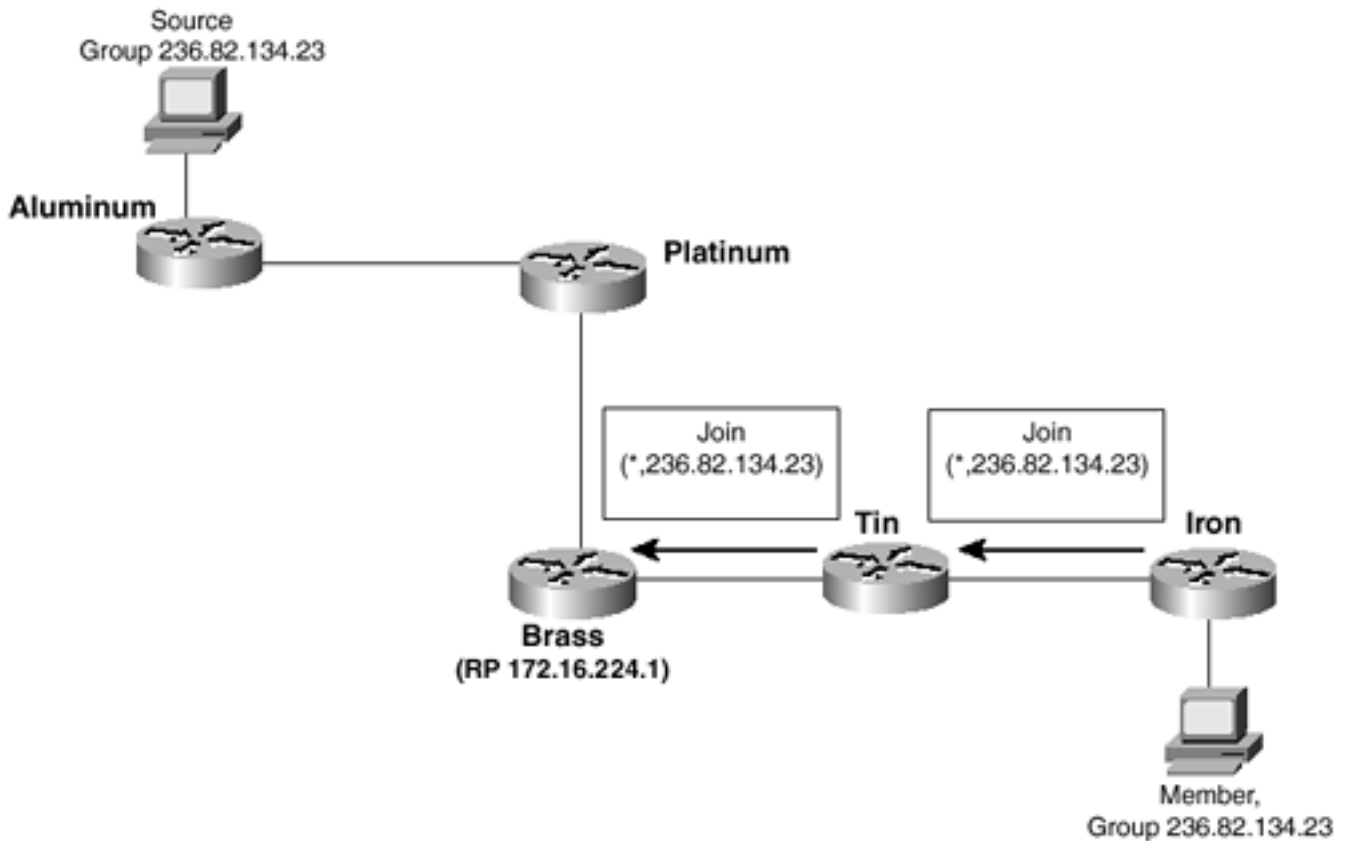 Source
Group 236.82.134.23
Aluminum
Platinum
Join
(*,236.82.134.23)
Join
(*,236.82.134.23)
Tin
Iron
Brass
(RP 172.16.224.1)
Member,
Group 236.82.134.23